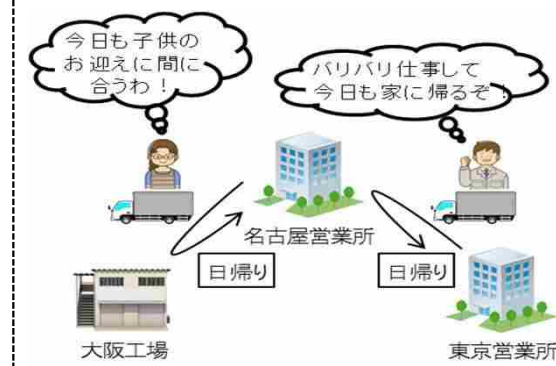 今日も子供の
お迎えに間に
合うわ！
バリバリ仕事して
今日も家に帰るぞ！
名古屋営業所
日帰り
日帰り
大阪工場
東京営業所